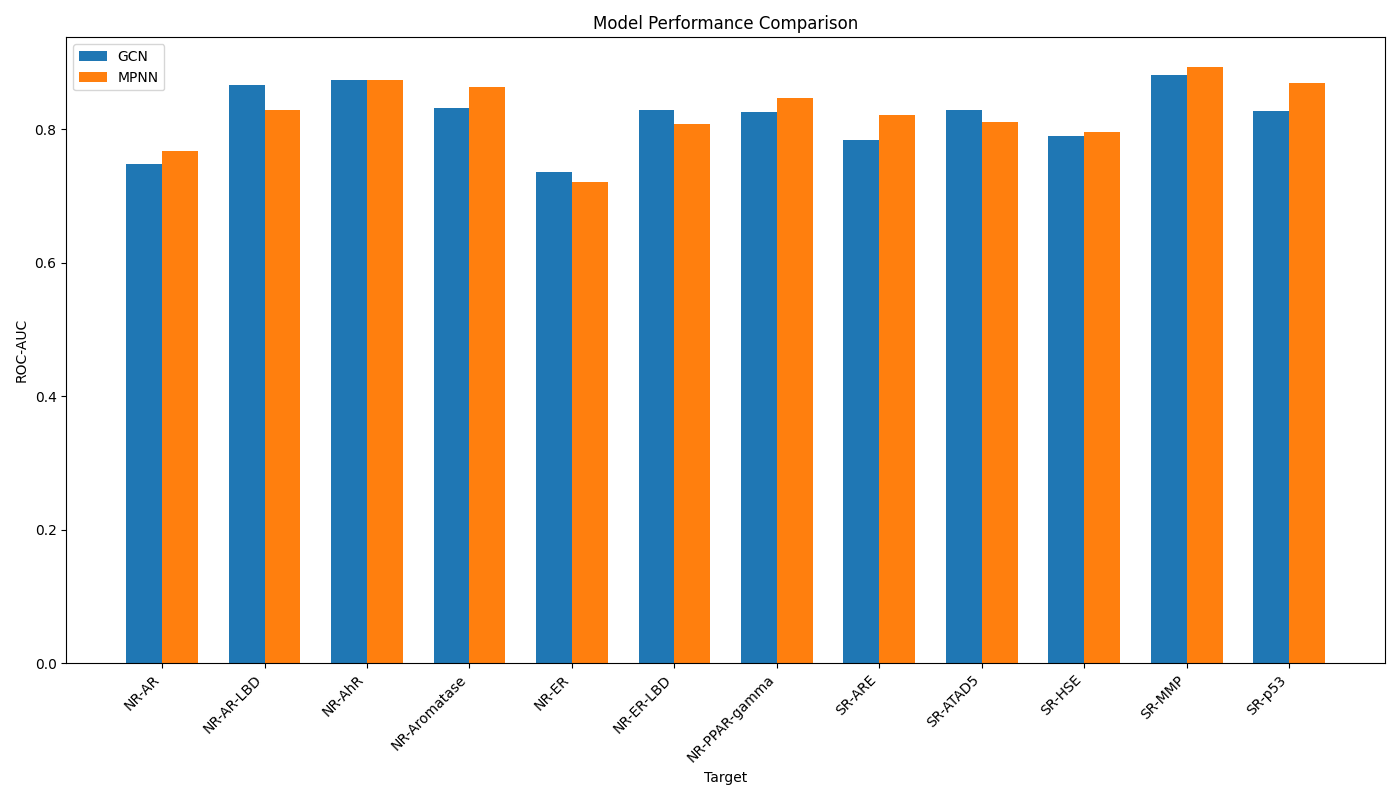 Model Performance Comparison
GCN
MPNN
ROC-AUC
0.8
0.6
0.4
0.2
0.0
NR-AR
NR-AR-LBD
NR-AhR
NR-Aromatase
NR-ER
NR-ER-LBD
NR-PPAR-gamma
SR-ARE
SR-ATAD5
SR-HSE
SR-MMP
SR-p53
Target